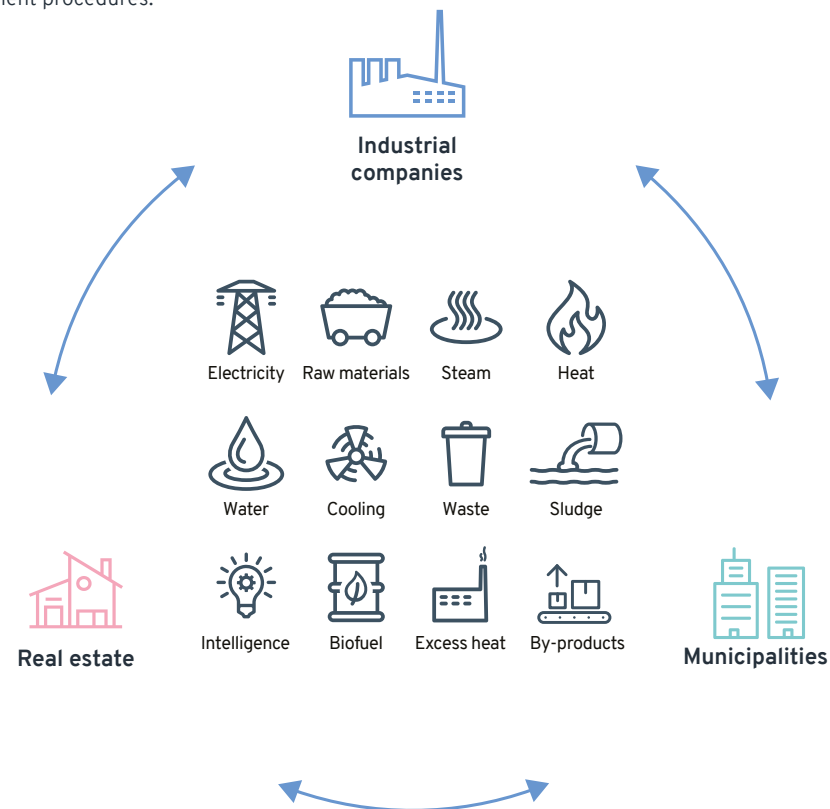 procedures.
Industrial
companies
Electricity Raw materials Steam Heat
Water Cooling Waste Sludge
Intelligence Biofuel Excess heat By-products
Real estate
Municipalities